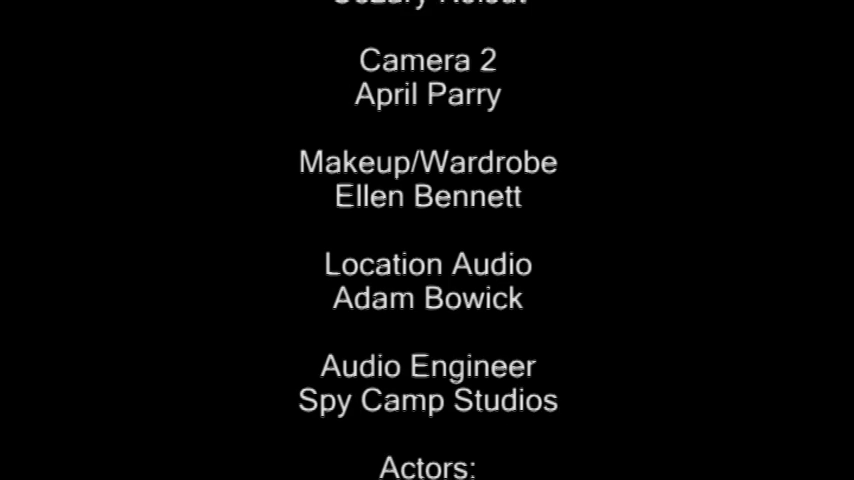 Camera 2
April Parry
Makeup/Wardrobe
Ellen Bennett
Location Audio
Adam Bowick
Audio Engineer
Spy Camp Studios
Actors: